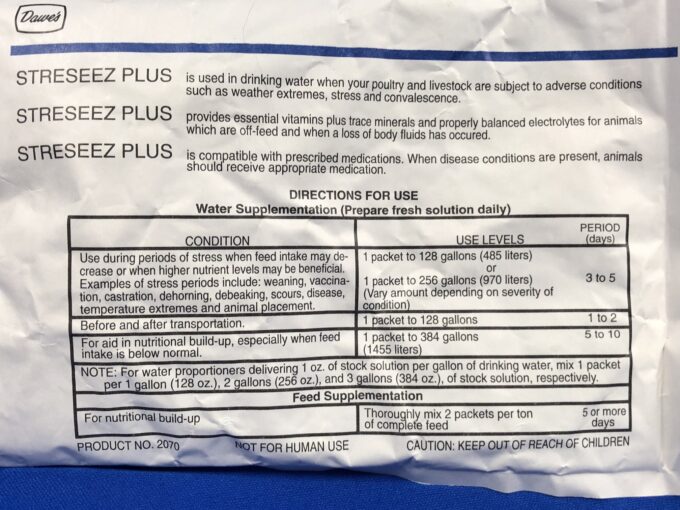 Dawe's
STRESEEZ PLUS is used in drinking water when your poultry and livestock are subject to adverse conditions
such as weather extremes, stress and convalescence.
STRESEEZ PLUS provides essential vitamins plus trace minerals and properly balanced electrolytes for animals
which are off-feed and when a loss of body fluids has occured.
STRESEEZ PLUS is compatible with prescribed medications. When disease conditions are present, animals
should receive appropriate medication.
DIRECTIONS FOR USE
Water Supplementation (Prepare fresh solution daily)
CONDITION
USE LEVELS
PERIOD
(days)
Use during periods of stress when feed intake may de-
crease or when higher nutrient levels may be beneficial.
Examples of stress periods include: weaning, vaccina-
tion, castration, dehorning, debeaking, scours, disease,
temperature extremes and animal placement.
1 packet to 128 gallons (485 liters)
or
1 packet to 256 gallons (970 liters)
(Vary amount depending on severity of
condition)
3 to 5
Before and after transportation.
1 packet to 128 gallons
1 to 2
For aid in nutritional build-up, especially when feed
intake is below normal.
1 packet to 384 gallons
(1455 liters)
5 to 10
NOTE: For water proportioners delivering 1 oz. of stock solution per gallon of drinking water, mix 1 packet
per 1 gallon (128 oz.), 2 gallons (256 oz.), and 3 gallons (384 oz.), of stock solution, respectively.
Feed Supplementation
For nutritional build-up
Thoroughly mix 2 packets per ton
of complete feed
5 or more
days
PRODUCT NO. 2070 NOT FOR HUMAN USE CAUTION: KEEP OUT OF REACH OF CHILDREN